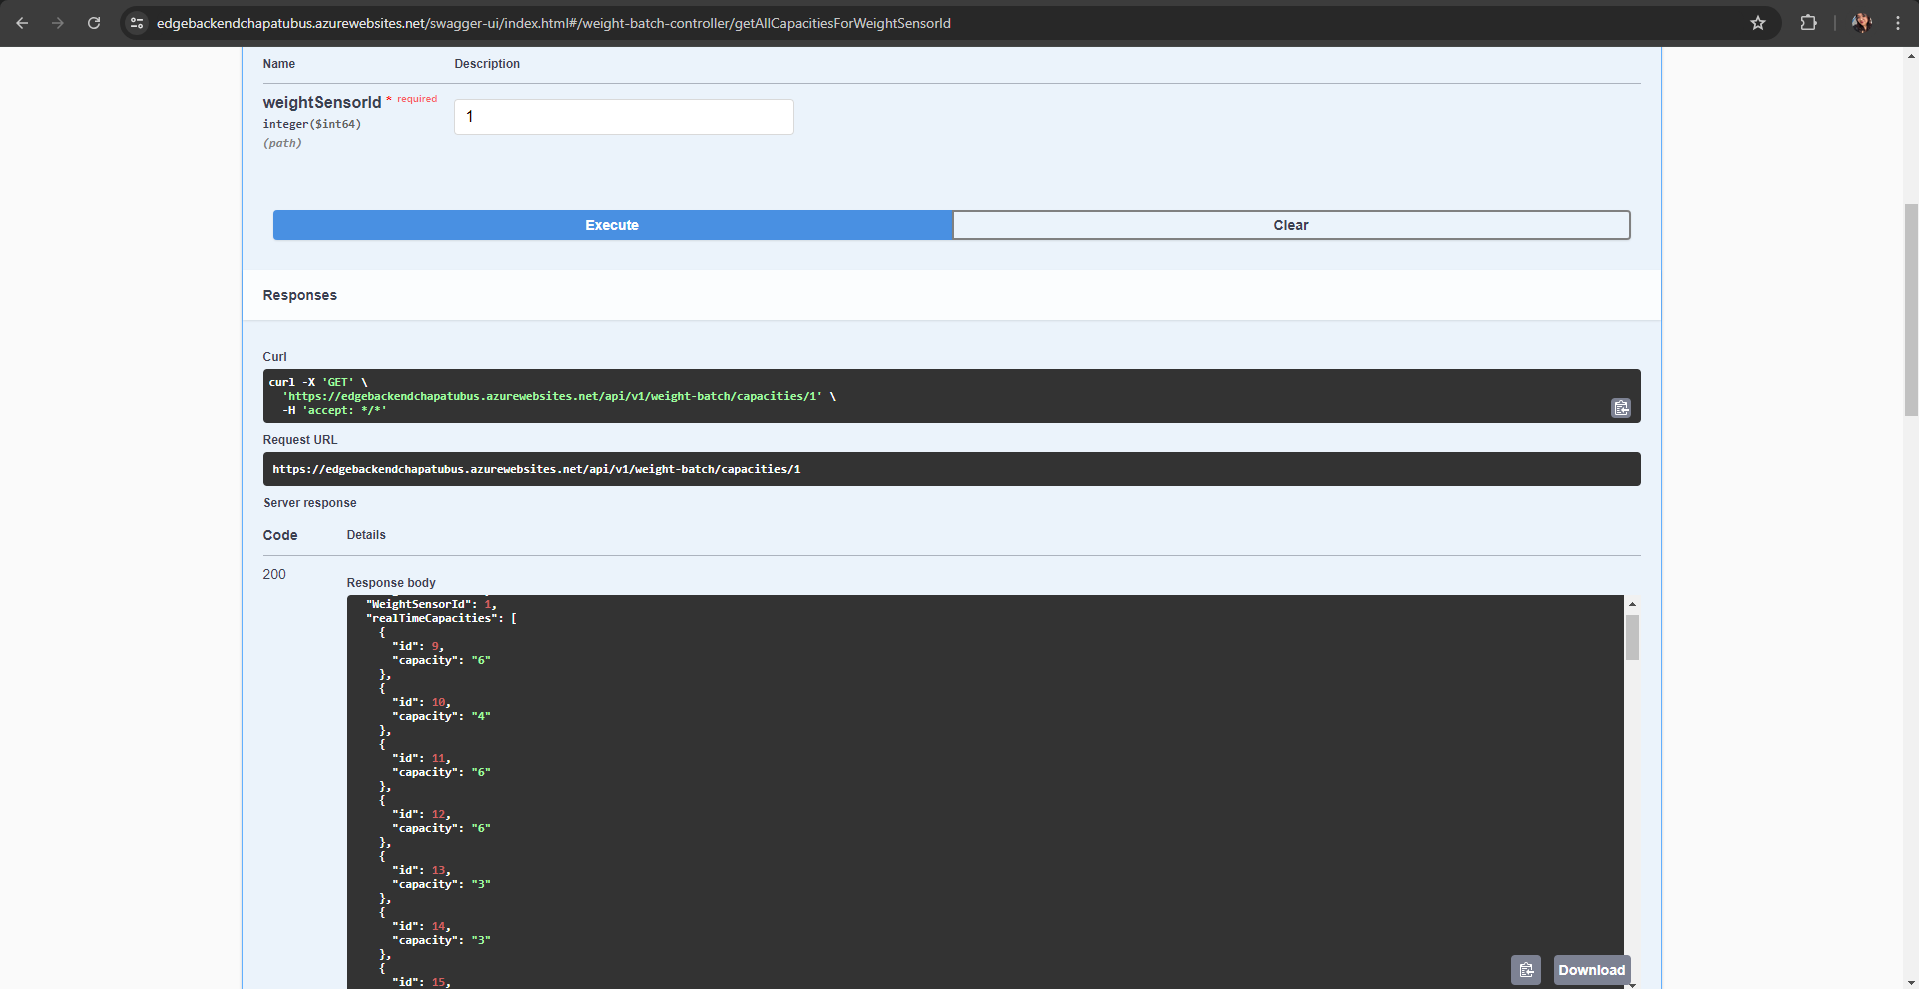 edgebackendchapatubus.azurewebsites.net/swagger-ui/index.html#/weight-batch-controller/getAllCapacitiesForWeightSensorId
Name Description
weightSensorId * required
integer($int64)
(path)
1
Execute Clear
Responses
Curl
curl -X 'GET' \
'https://edgebackendchapatubus.azurewebsites.net/api/v1/weight-batch/capacities/1' \
-H 'accept: */*'
Request URL
https://edgebackendchapatubus.azurewebsites.net/api/v1/weight-batch/capacities/1
Server response
Code Details
200
Response body
"WeightSensorId": 1,
"realTimeCapacities": [
{
"id": 9,
"capacity": "6"
},
{
"id": 10,
"capacity": "4"
},
{
"id": 11,
"capacity": "6"
},
{
"id": 12,
"capacity": "6"
},
{
"id": 13,
"capacity": "3"
},
{
"id": 14,
"capacity": "3"
},
{
"id": 15,
Download